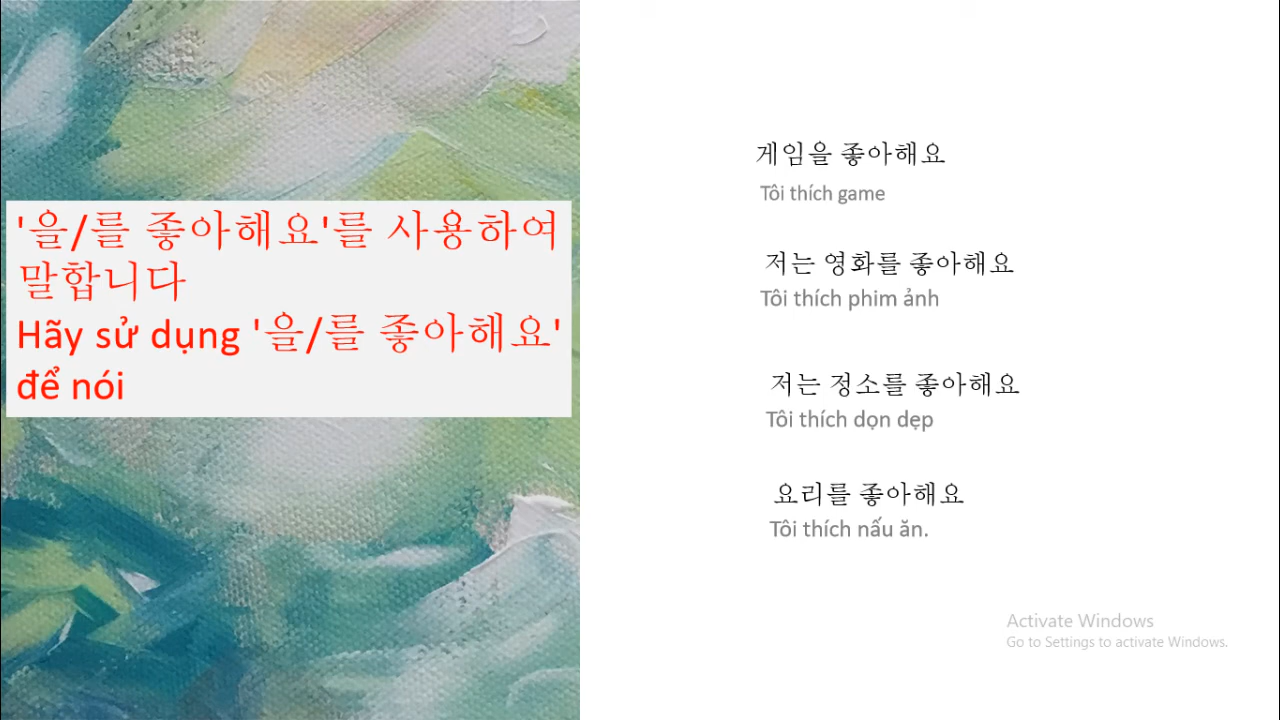 '을/를 좋아해요'를 사용하여
말합니다
Hãy sử dụng '을/를 좋아해요'
để nói
게임을 좋아해요
Tôi thích game
저는 영화를 좋아해요
Tôi thích phim ảnh
저는 정소를 좋아해요
Tôi thích dọn dẹp
요리를 좋아해요
Tôi thích nấu ăn.
Activate Windows
Go to Settings to activate Windows.